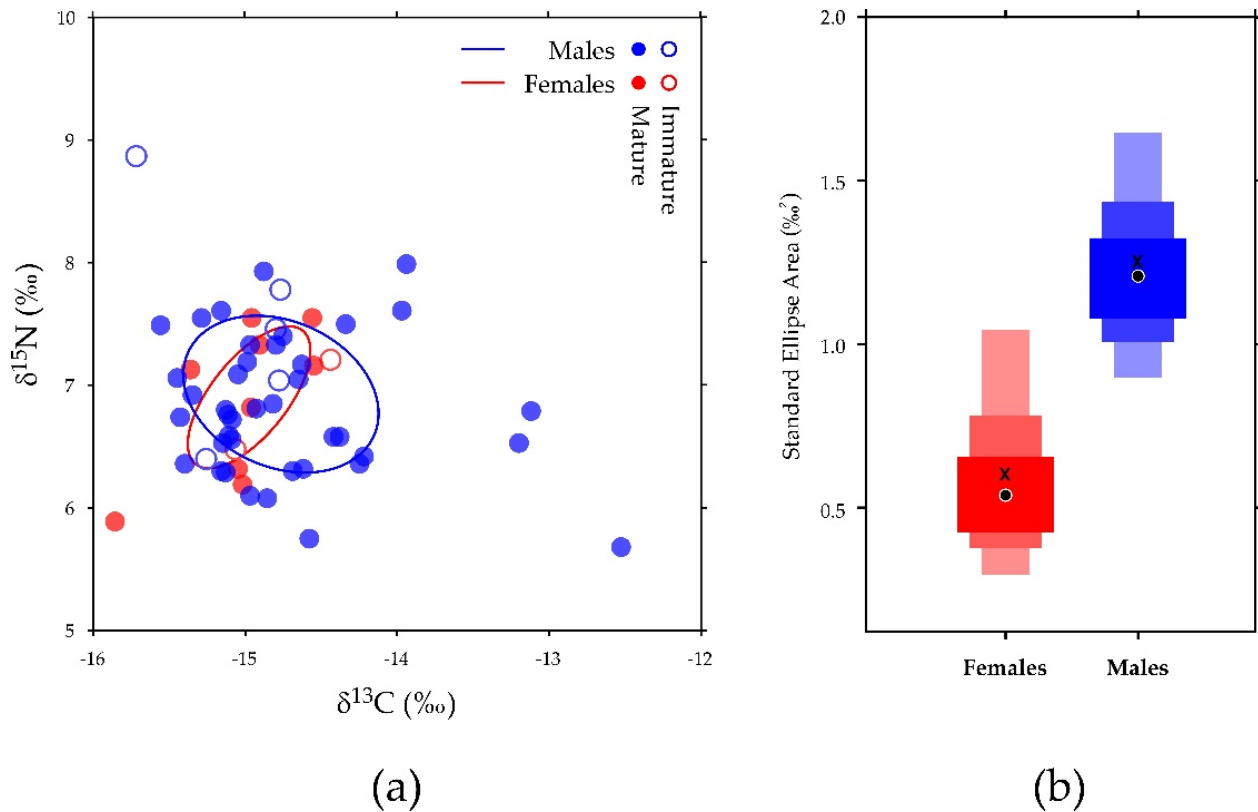 10
9
8
7
6
5
δ15N (‰)
-16
-15
-14
-13
-12
δ13C (‰)
Males
Females
Mature
Immature
(a)
2.0
1.5
1.0
0.5
Standard Ellipse Area (‰²)
x
x
Females
Males
(b)